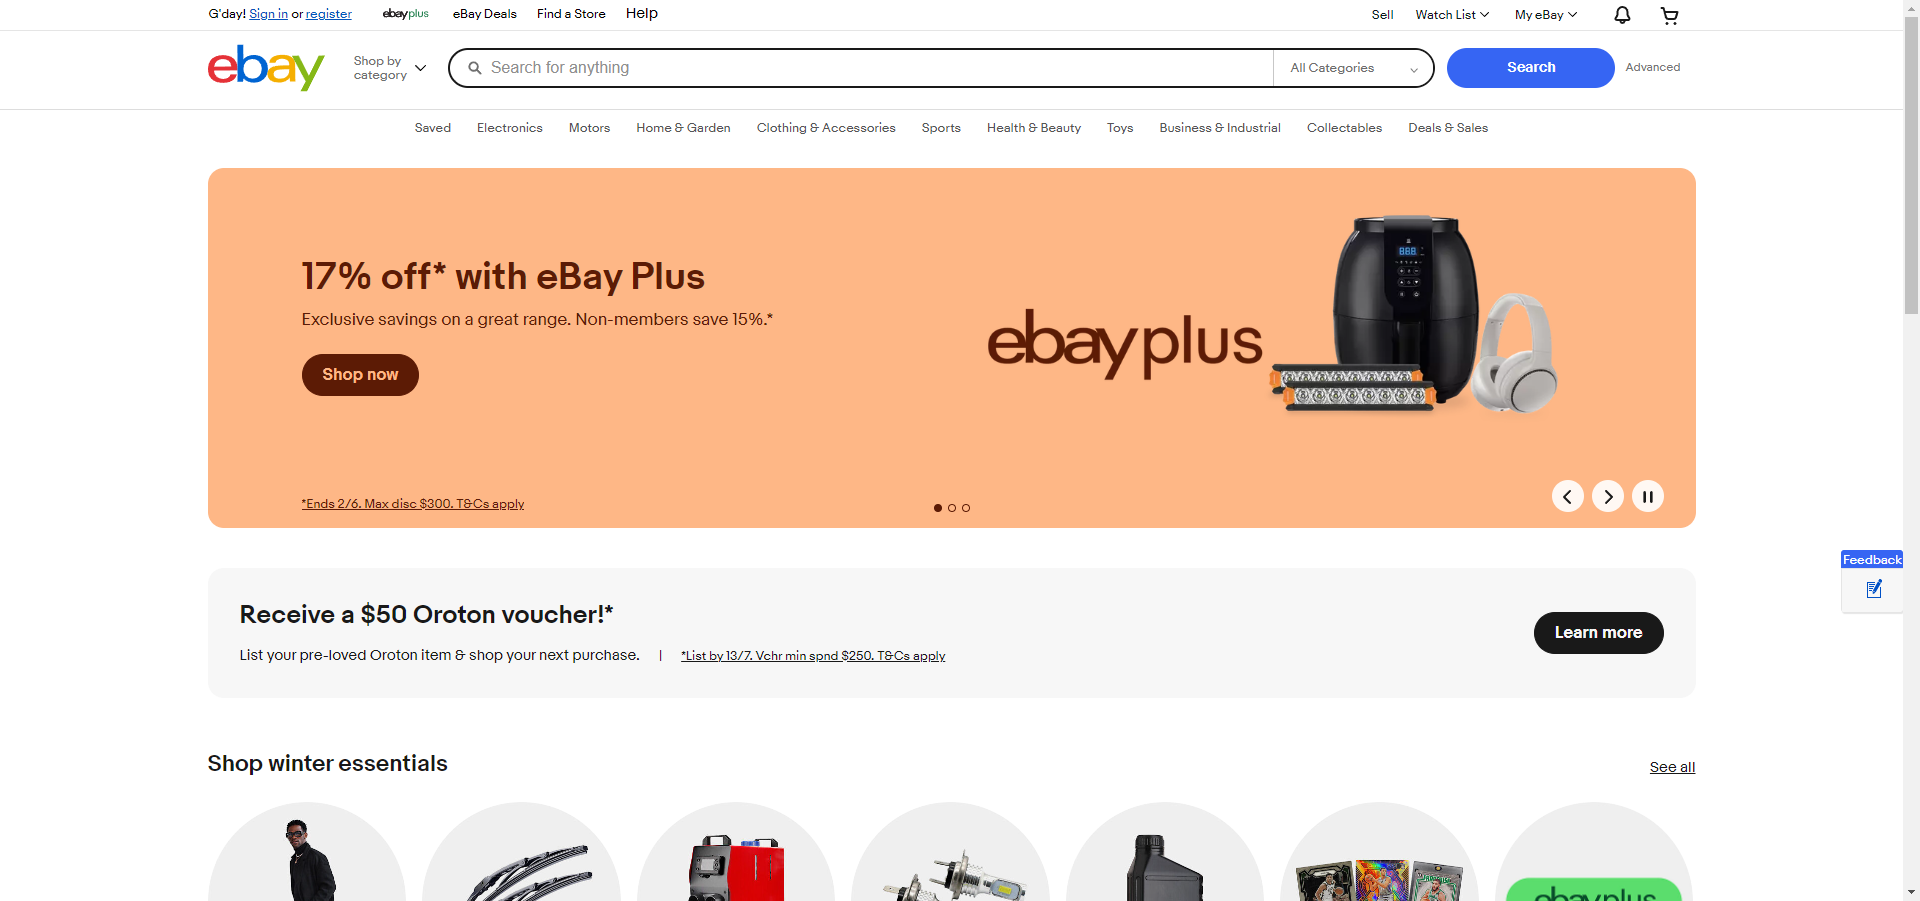 G'day! Sign in or register
ebayplus
eBay Deals
Find a Store
Help
Sell
Watch List
My eBay
ebay
Shop by
category
Search for anything
All Categories
Search
Advanced
Saved
Electronics
Motors
Home & Garden
Clothing & Accessories
Sports
Health & Beauty
Toys
Business & Industrial
Collectables
Deals & Sales
17% off* with eBay Plus
Exclusive savings on a great range. Non-members save 15%.*
Shop now
ebayplus
888
*Ends 2/6. Max disc $300. T&Cs apply
Feedback
Receive a $50 Oroton voucher!*
List your pre-loved Oroton item & shop your next purchase. | *List by 13/7. Vchr min spnd $250. T&Cs apply
Learn more
Shop winter essentials
See all
ebayplus